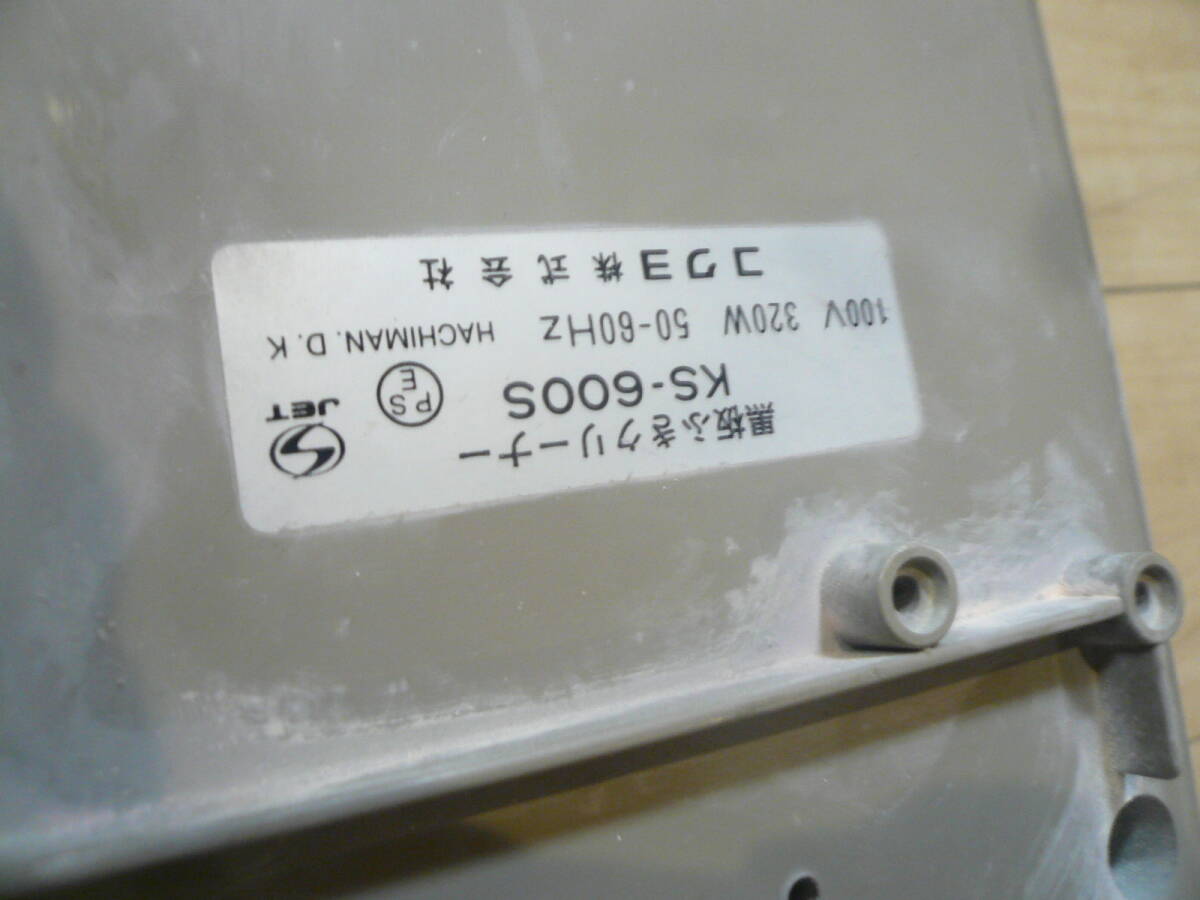 黒板ふきクリーナー
KS-600S
PS
E
JET
100V 320W 50-60Hz HACHIMAN. D. K
コクヨ株式会社